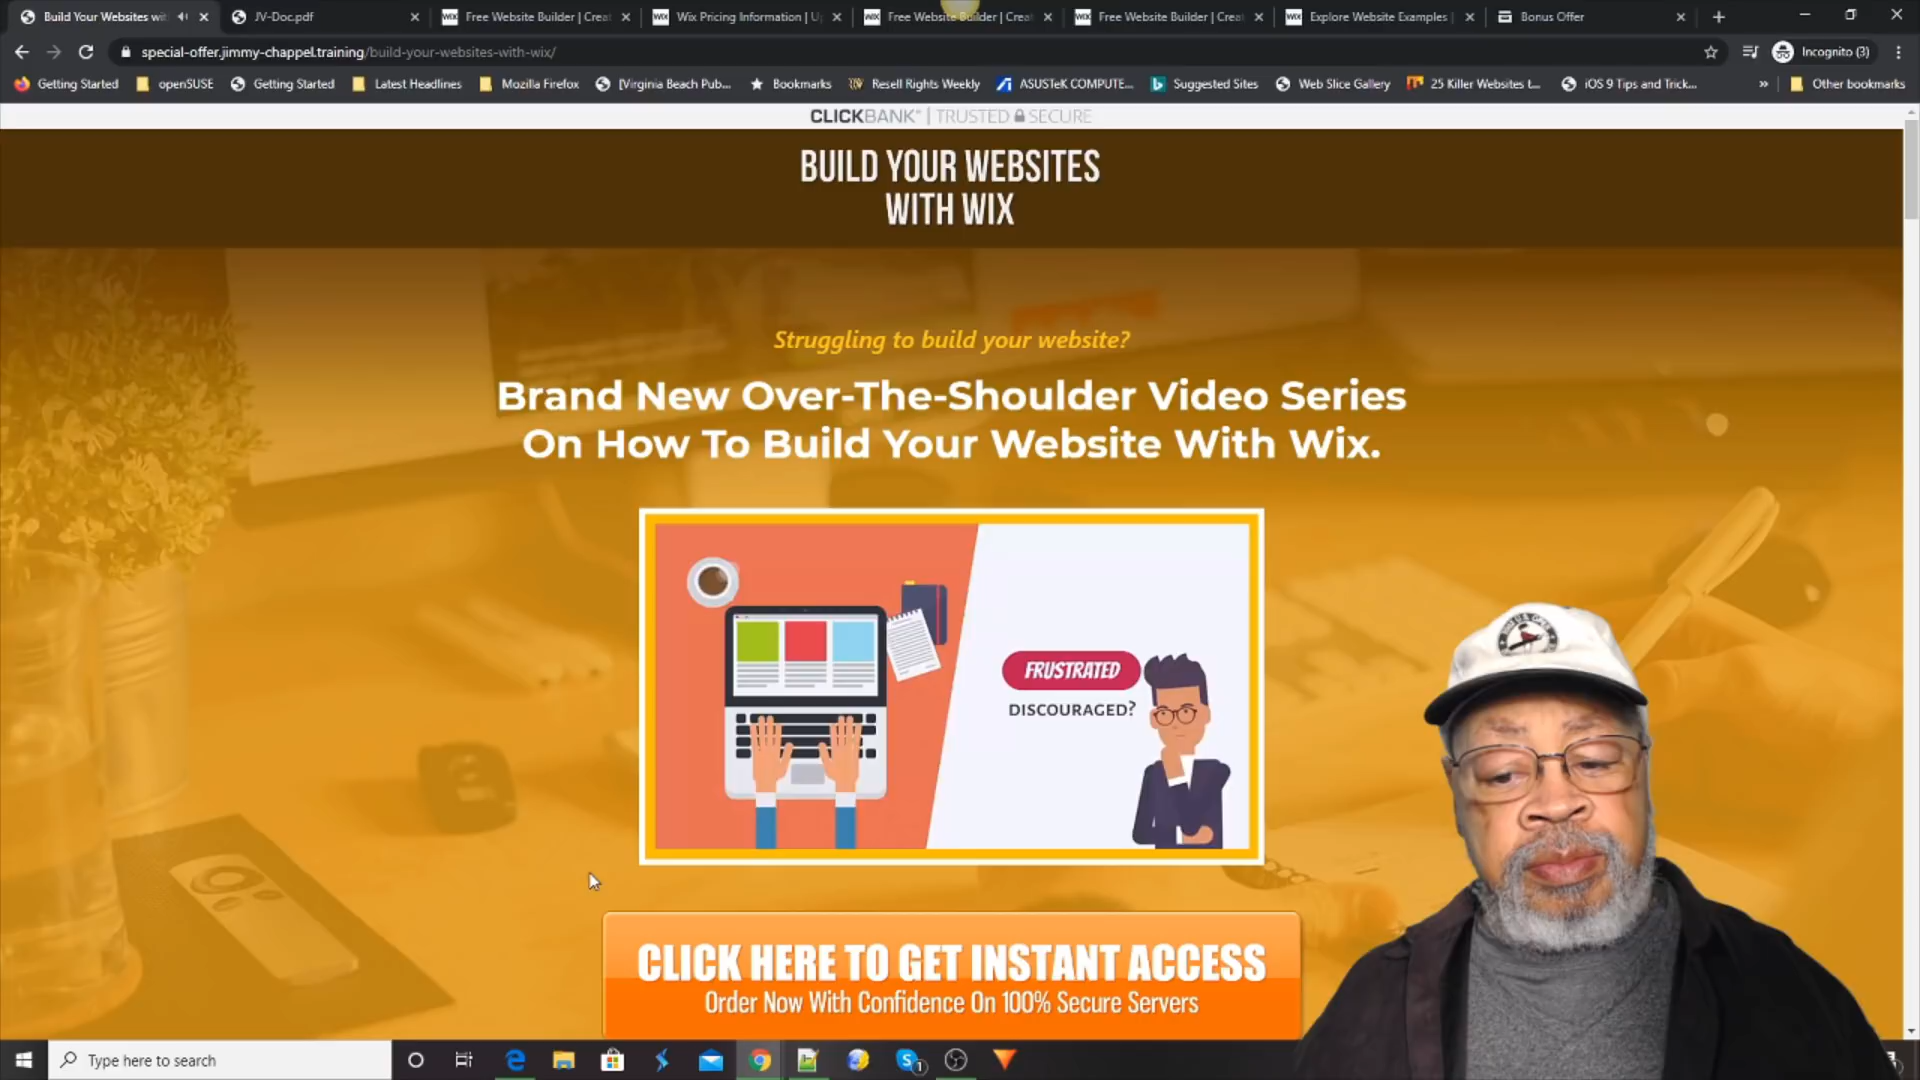 Build Your Websites wit
JV-Doc.pdf
WIX Free Website Builder | Creat
WIX Wix Pricing Information | U
WIX Free Website Builder | Creat
WIX Free Website Builder | Creat
WIX Explore Website Examples |
Bonus Offer
special-offer.jimmy-chappel.training/build-your-websites-with-wix/
Incognito (3)
Getting Started
openSUSE
Getting Started
Latest Headlines
Mozilla Firefox
[Virginia Beach Pub...
Bookmarks
Resell Rights Weekly
ASUSTeK COMPUTE...
Suggested Sites
Web Slice Gallery
25 Killer Websites t...
iOS 9 Tips and Trick...
»
Other bookmarks
CLICKBANK® | TRUSTED SECURE
BUILD YOUR WEBSITES
WITH WIX
Struggling to build your website?
Brand New Over-The-Shoulder Video Series
On How To Build Your Website With Wix.
FRUSTRATED
DISCOURAGED?
CLICK HERE TO GET INSTANT ACCESS
Order Now With Confidence On 100% Secure Servers
Type here to search